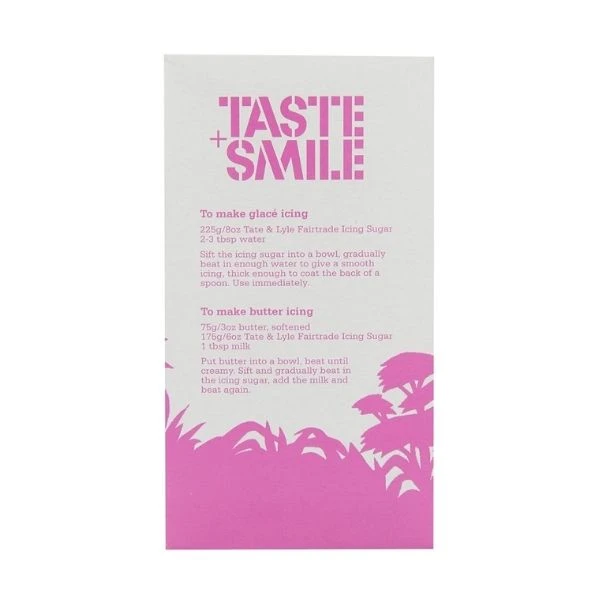 TASTE
+SMILE
To make glacé icing
225g/8oz Tate & Lyle Fairtrade Icing Sugar
2-3 tbsp water
Sift the icing sugar into a bowl, gradually
beat in enough water to give a smooth
icing, thick enough to coat the back of a
spoon. Use immediately.
To make butter icing
75g/3oz butter, softened
175g/6oz Tate & Lyle Fairtrade Icing Sugar
1 tbsp milk
Put butter into a bowl, beat until
creamy. Sift and gradually beat in
the icing sugar, add the milk and
beat again.